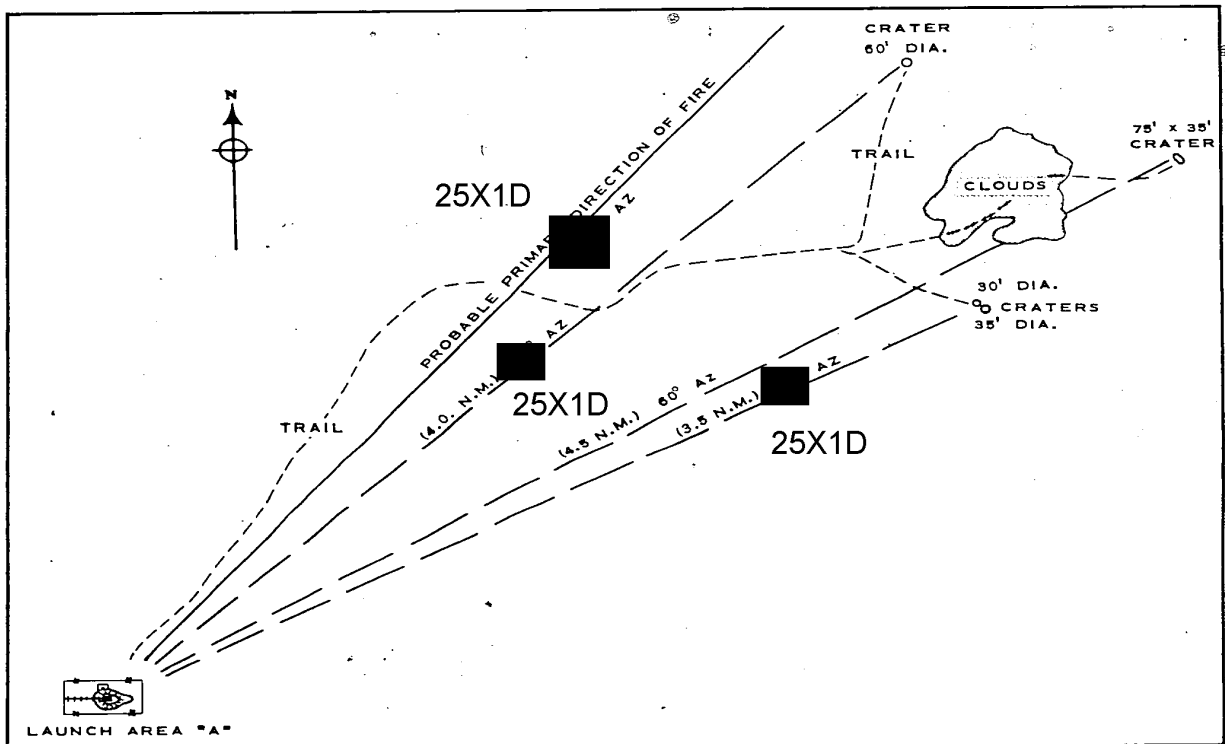 CRATER
60' DIA.
N
PROBABLE PRIMARY DIRECTION OF FIRE
AZ
25X1D
TRAIL
75' X 35'
CRATER
CLOUDS
30' DIA.
CRATERS
35' DIA.
(4.0. N.M.) AZ
25X1D
(4.5 N.M.) 60° AZ
(3.5 N.M.) AZ
25X1D
TRAIL
LAUNCH AREA "A"